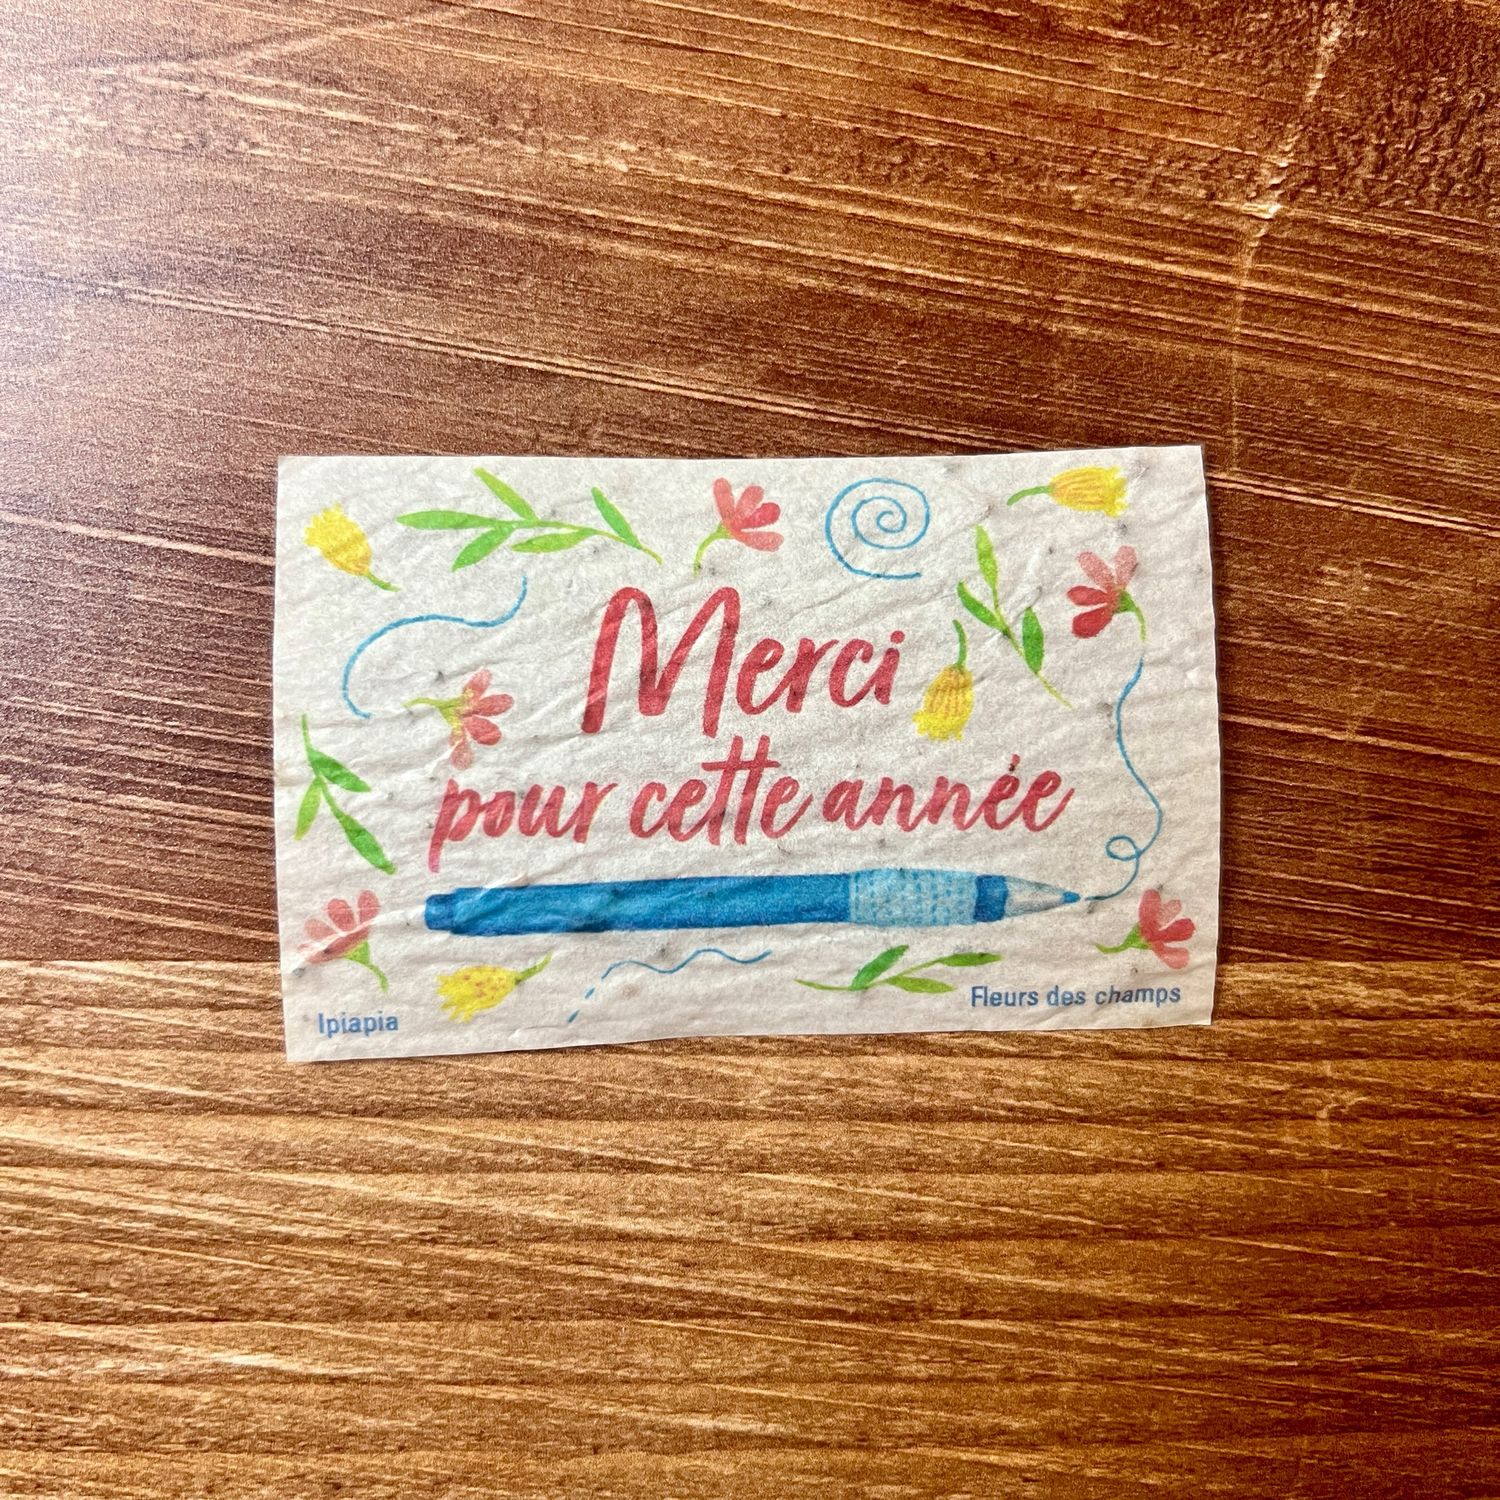 Merci
pour cette année
Ipiapia
Fleurs des champs